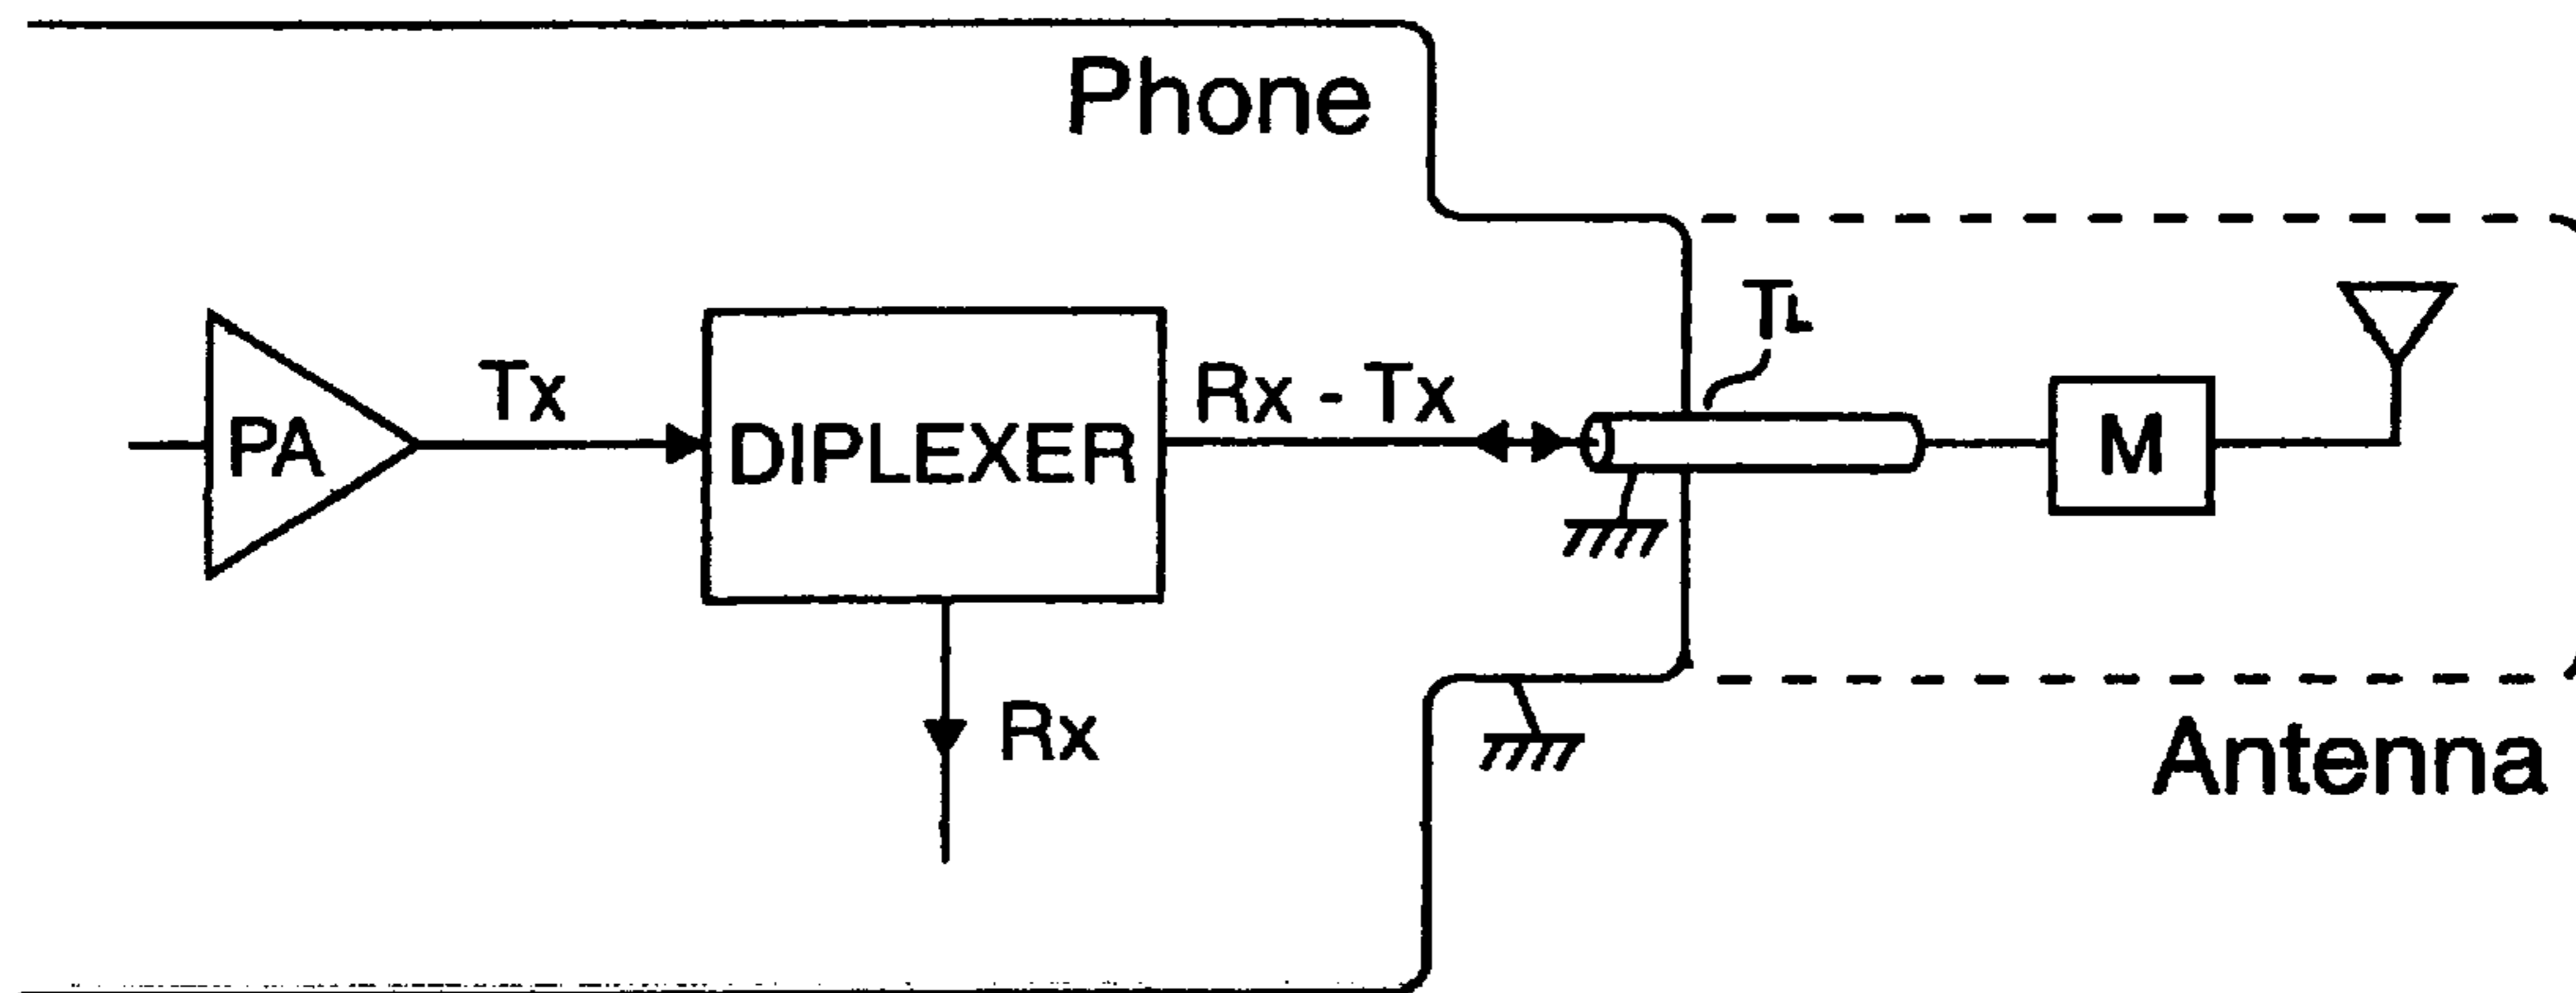 Phone
TL
Tx
Rx - Tx
PA
DIPLEXER
M
Rx
Antenna